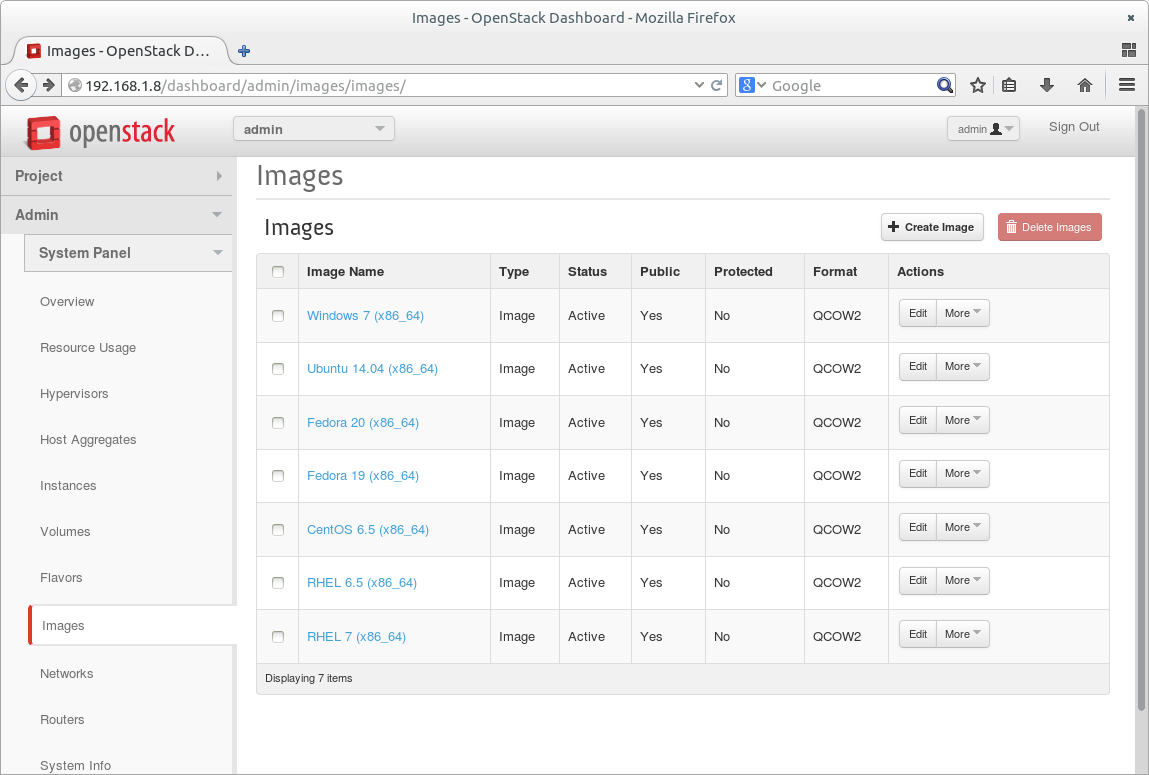 Images - OpenStack Dashboard - Mozilla Firefox
Images - OpenStack D...
192.168.1.8/dashboard/admin/images/images/
8
Google
openstack
admin
admin
Sign Out
Project
Admin
System Panel
Overview
Resource Usage
Hypervisors
Host Aggregates
Instances
Volumes
Flavors
Images
Networks
Routers
System Info
Images
Images
Create Image
Delete Images
Image Name Type Status Public Protected Format Actions
Windows 7 (x86_64) Image Active Yes No QCOW2 Edit More
Ubuntu 14.04 (x86_64) Image Active Yes No QCOW2 Edit More
Fedora 20 (x86_64) Image Active Yes No QCOW2 Edit More
Fedora 19 (x86_64) Image Active Yes No QCOW2 Edit More
CentOS 6.5 (x86_64) Image Active Yes No QCOW2 Edit More
RHEL 6.5 (x86_64) Image Active Yes No QCOW2 Edit More
RHEL 7 (x86_64) Image Active Yes No QCOW2 Edit More
Displaying 7 items